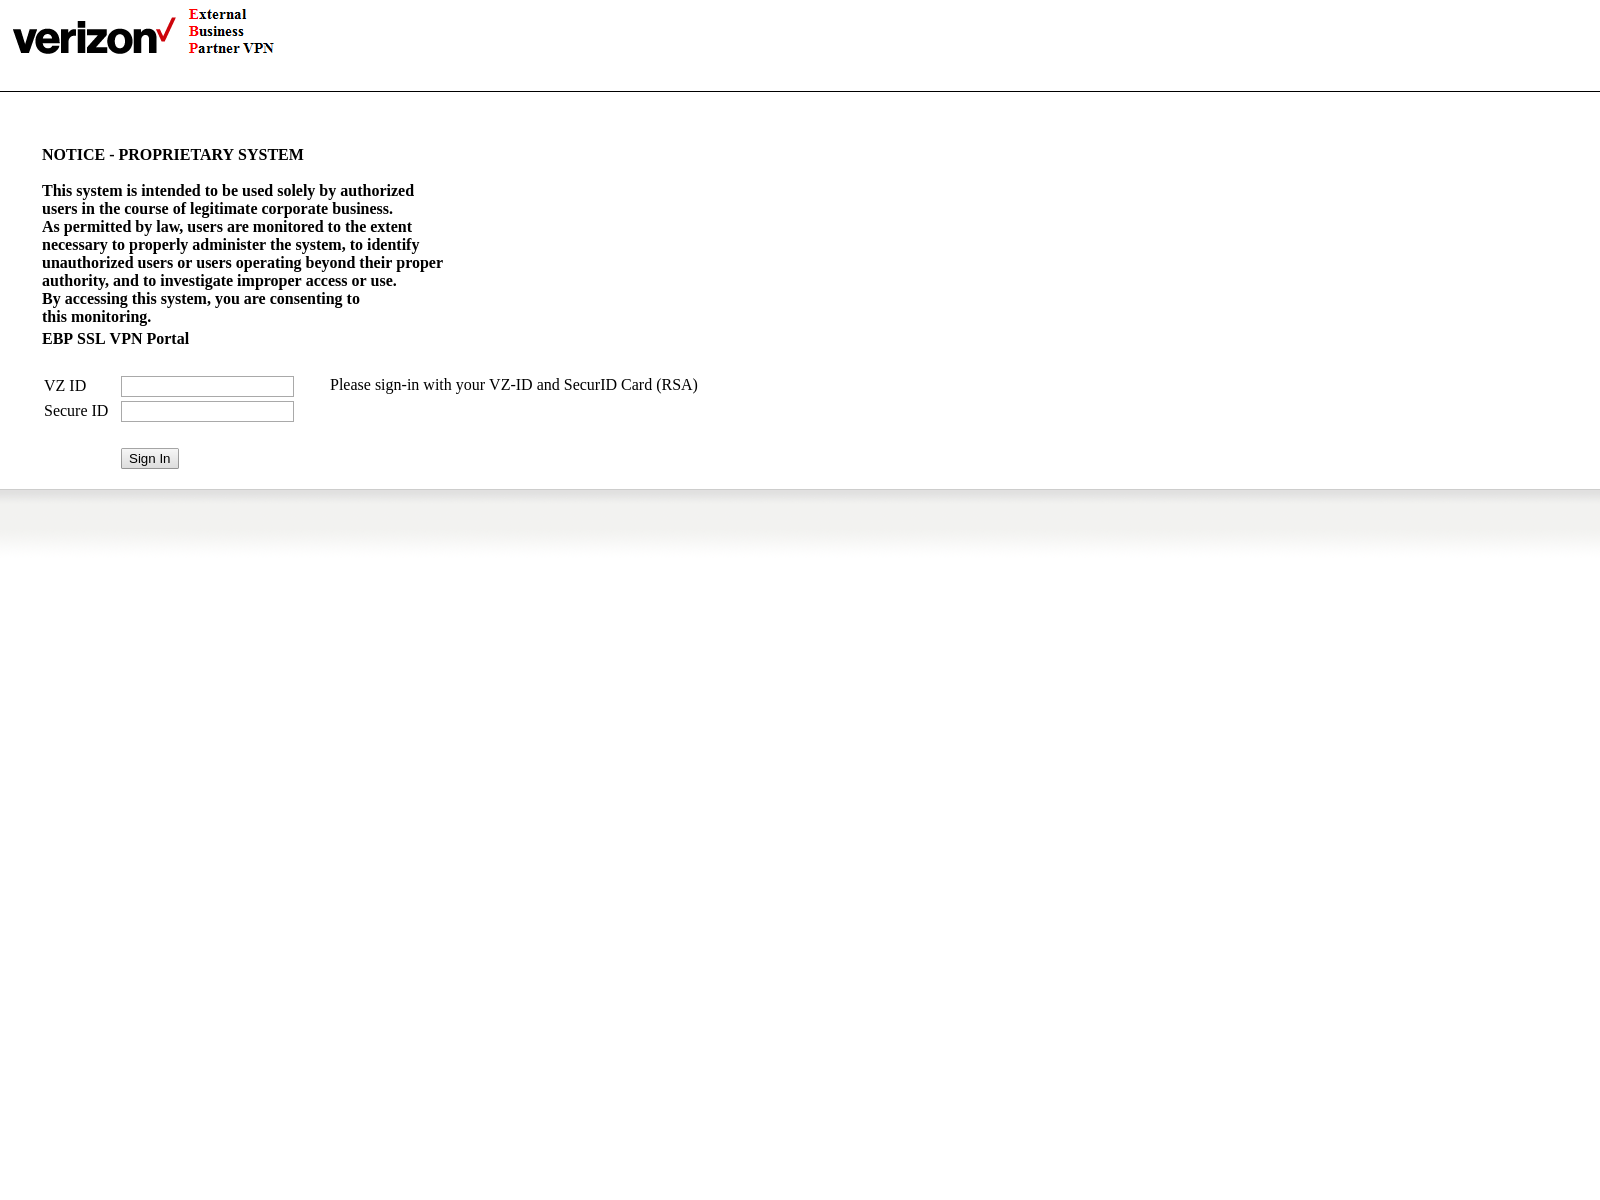 verizon
External
Business
Partner VPN
NOTICE - PROPRIETARY SYSTEM
This system is intended to be used solely by authorized
users in the course of legitimate corporate business.
As permitted by law, users are monitored to the extent
necessary to properly administer the system, to identify
unauthorized users or users operating beyond their proper
authority, and to investigate improper access or use.
By accessing this system, you are consenting to
this monitoring.
EBP SSL VPN Portal
VZ ID
Please sign-in with your VZ-ID and SecurID Card (RSA)
Secure ID
Sign In